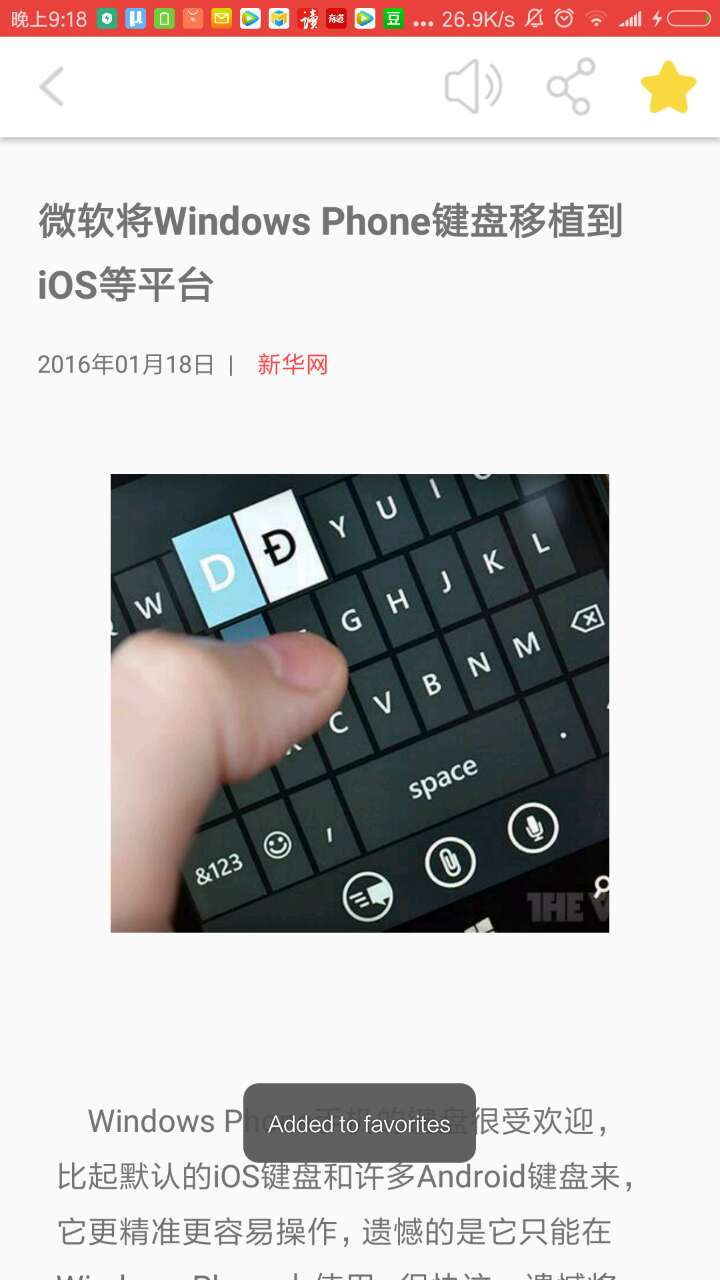 晚上9:18
26.9K/s
微软将Windows Phone键盘移植到
iOS等平台
2016年01月18日 | 新华网
D Đ Y U I
W G H J K L
C V B N M
space .
&123 ,
THE V
Windows Ph
很受欢迎，
Added to favorites
比起默认的iOS键盘和许多Android键盘来，
它更精准更容易操作，遗憾的是它只能在